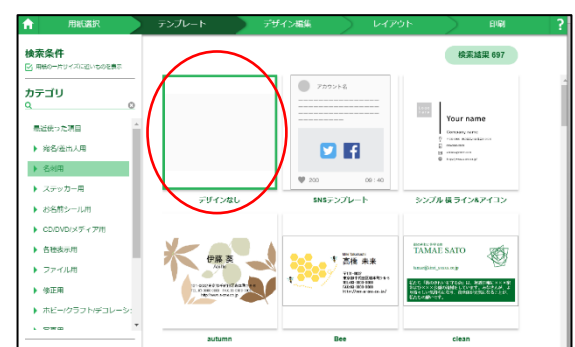 用紙選択
テンプレート
デザイン編集
レイアウト
印刷
?
検索条件
用紙の一片サイズに近いものを表示
検索結果 697
カテゴリ
最近使った項目
宛名/差出人用
名刺用
ステッカー用
お名前シール用
CD/DVD/メディア用
各種表示用
ファイル用
修正用
ホビー/クラフト/デコレーシ
デザインなし
アカウント名
200
08:40
SNSテンプレート
Your name
Company name
シンプル 横 ライン&アイコン
伊藤 葵
autumn
高橋 未来
Bee
TAMAE SATO
clean